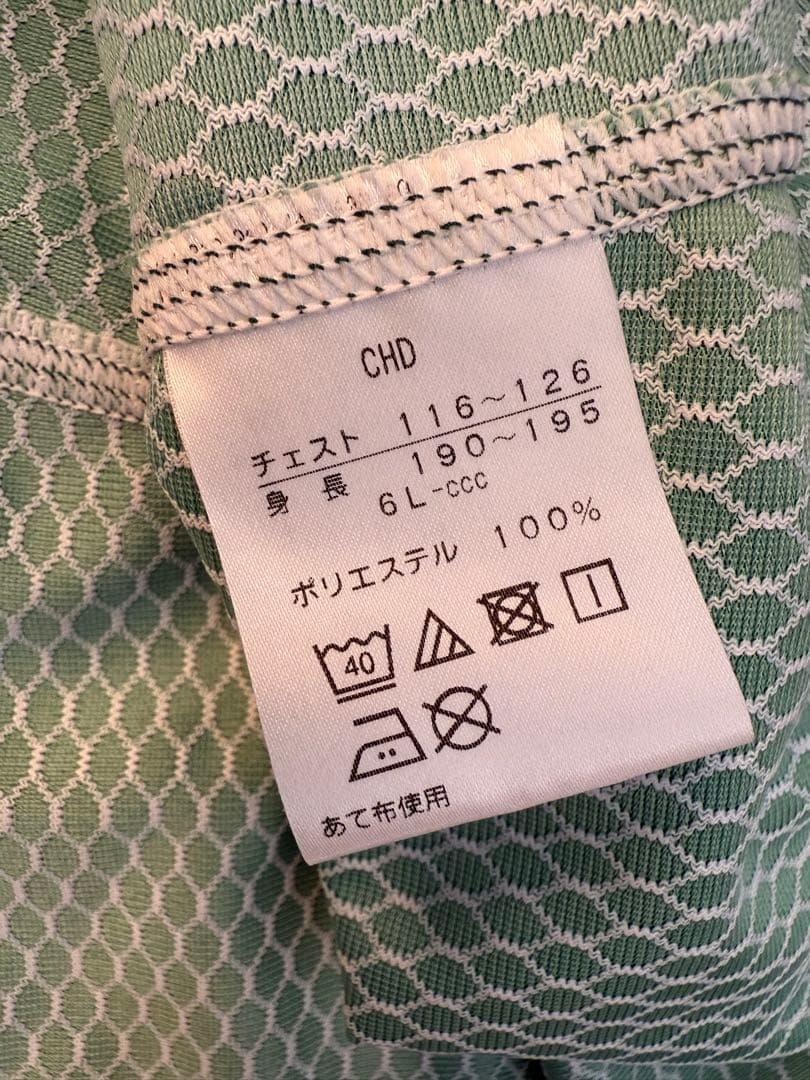 CHD
チェスト 116～126
身長 190～195
6L-CCC
ポリエステル 100%
40
あて布使用